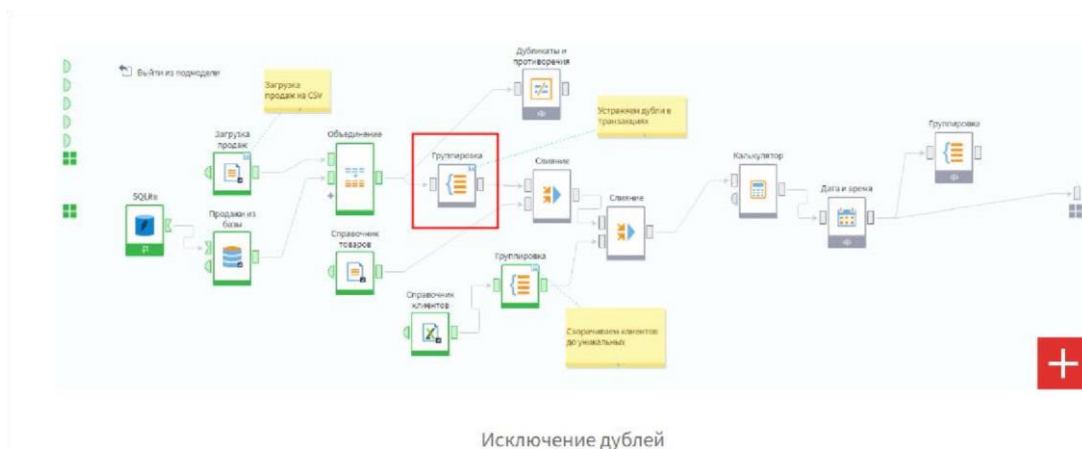 Дубликаты и
противоречия
Выйти из подмодели
Загрузка
продаж из CSV
Устраняем дубли в
транзакциях
Загрузка
продаж
Объединение
Группировка
Группировка
Слияние
Калькулятор
SQLite
Продажи из
базы
Слияние
Дата и время
Справочник
товаров
Группировка
Справочник
клиентов
Сворачиваем клиентов
до уникальных
Исключение дублей